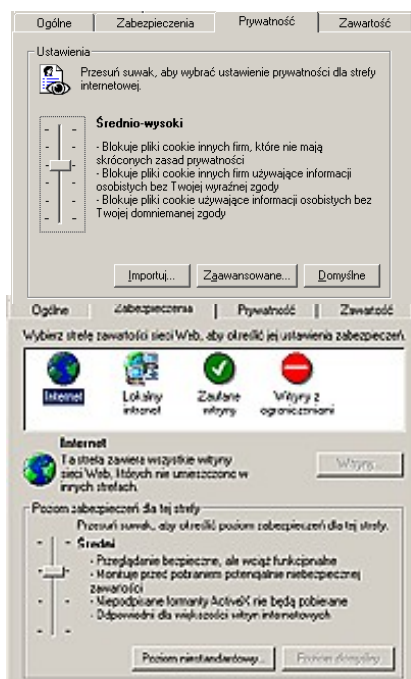 Ogólne Zabezpieczenia Prywatność Zawartość
Ustawienia
Przesuń suwak, aby wybrać ustawienie prywatności dla strefy
internetowej.
Średnio-wysoki
- Blokuje pliki cookie innych firm, które nie mają
skróconych zasad prywatności
- Blokuje pliki cookie innych firm używające informacji
osobistych bez Twojej wyraźnej zgody
- Blokuje pliki cookie używające informacji osobistych bez
Twojej domniemanej zgody
Importuj... Zaawansowane... Domyślne
Ogólne Zabezpieczenia Prywatność Zawartość
Wybierz strefę zawartości sieci Web, aby określić jej ustawienia zabezpieczeń.
Internet Lokalny Zaufane Witryny z
intranet witryny ograniczeniami
Internet
Ta strefa zawiera wszystkie witryny
sieci Web, których nie umieszczono w
innych strefach.
Witryny...
Poziom zabezpieczeń dla tej strefy
Przesuń suwak, aby określić poziom zabezpieczeń dla tej strefy.
Średni
- Przeglądanie bezpieczne, ale wciąż funkcjonalne
- Monituje przed pobraniem potencjalnie niebezpiecznej
zawartości
- Niepodpisane formanty ActiveX nie będą pobierane
- Odpowiedni dla większości witryn internetowych
Poziom niestandardowy... Poziom domyślny